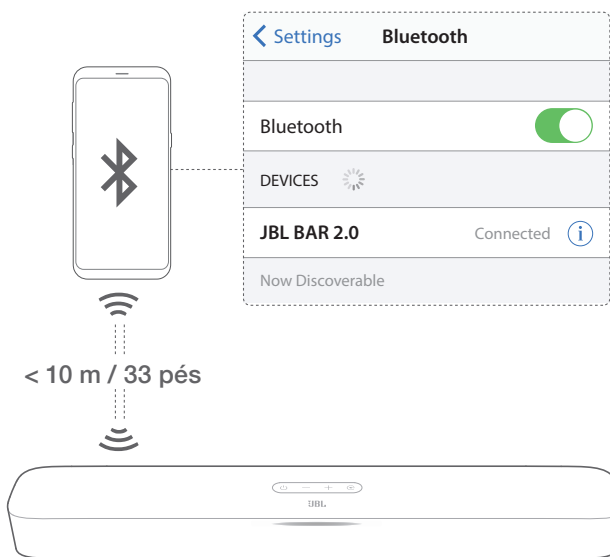 Settings Bluetooth
Bluetooth
DEVICES
JBL BAR 2.0 Connected i
Now Discoverable
< 10 m / 33 pés
JBL